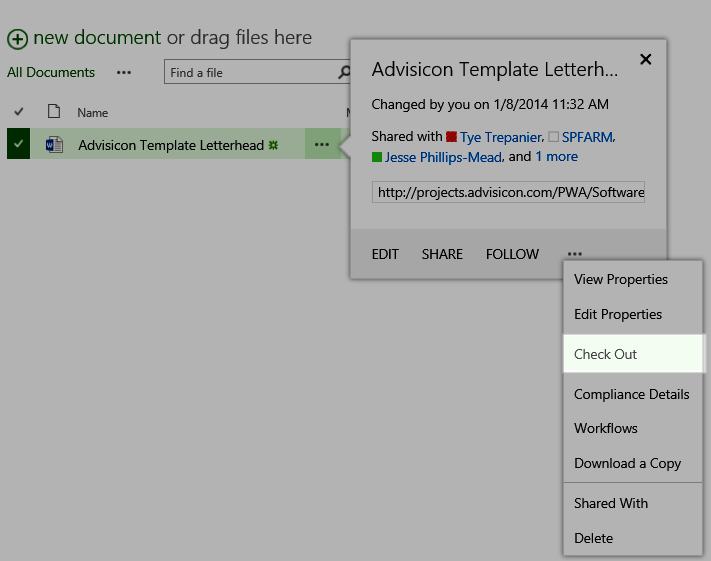 new document or drag files here
All Documents ...
Find a file
Name
Advisicon Template Letterhead
...
Advisicon Template Letterh...
Changed by you on 1/8/2014 11:32 AM
Shared with Tye Trepanier, SPFARM,
Jesse Phillips-Mead, and 1 more
http://projects.advisicon.com/PWA/Software
EDIT SHARE FOLLOW ...
View Properties
Edit Properties
Check Out
Compliance Details
Workflows
Download a Copy
Shared With
Delete